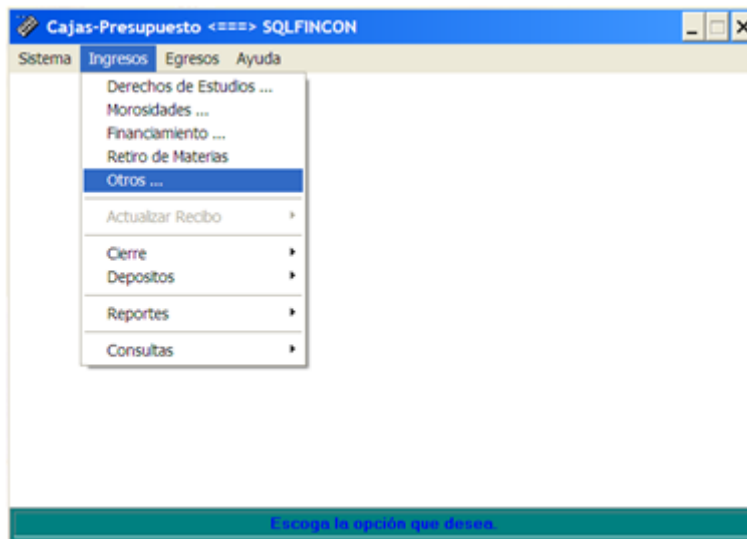 Cajas-Presupuesto <===> SQLFINCON
Sistema Ingresos Egresos Ayuda
Derechos de Estudios ...
Morosidades ...
Financiamiento ...
Retiro de Materias
Otros ...
Actualizar Recibo
Cierre
Depositos
Reportes
Consultas
Escoga la opción que desea.